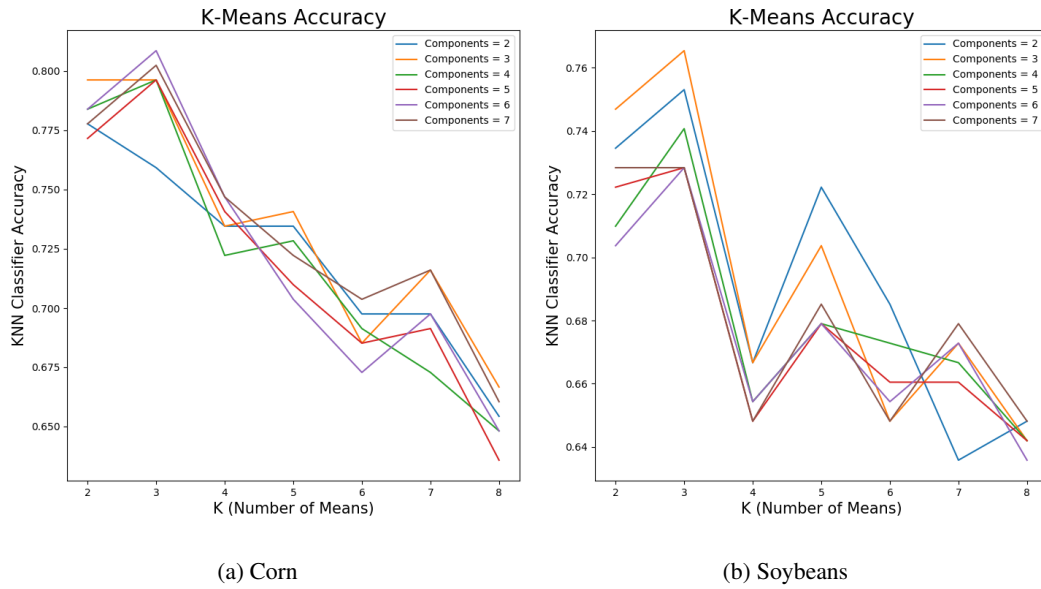 K-Means Accuracy
KNN Classifier Accuracy
0.800
0.775
0.750
0.725
0.700
0.675
0.650
2 3 4 5 6 7 8
K (Number of Means)
Components = 2
Components = 3
Components = 4
Components = 5
Components = 6
Components = 7
(a) Corn
K-Means Accuracy
KNN Classifier Accuracy
0.76
0.74
0.72
0.70
0.68
0.66
0.64
2 3 4 5 6 7 8
K (Number of Means)
Components = 2
Components = 3
Components = 4
Components = 5
Components = 6
Components = 7
(b) Soybeans